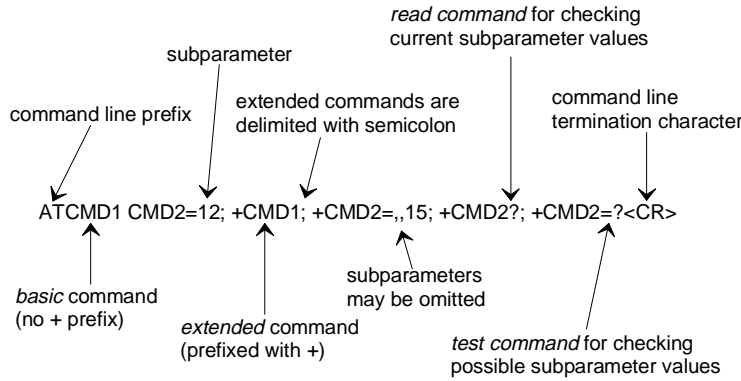 read command for checking
current subparameter values
subparameter
extended commands are
delimited with semicolon
command line
termination character
command line prefix
ATCMD1 CMD2=12; +CMD1; +CMD2=,,15; +CMD2?; +CMD2=?<CR>
basic command
(no + prefix)
extended command
(prefixed with +)
subparameters
may be omitted
test command for checking
possible subparameter values